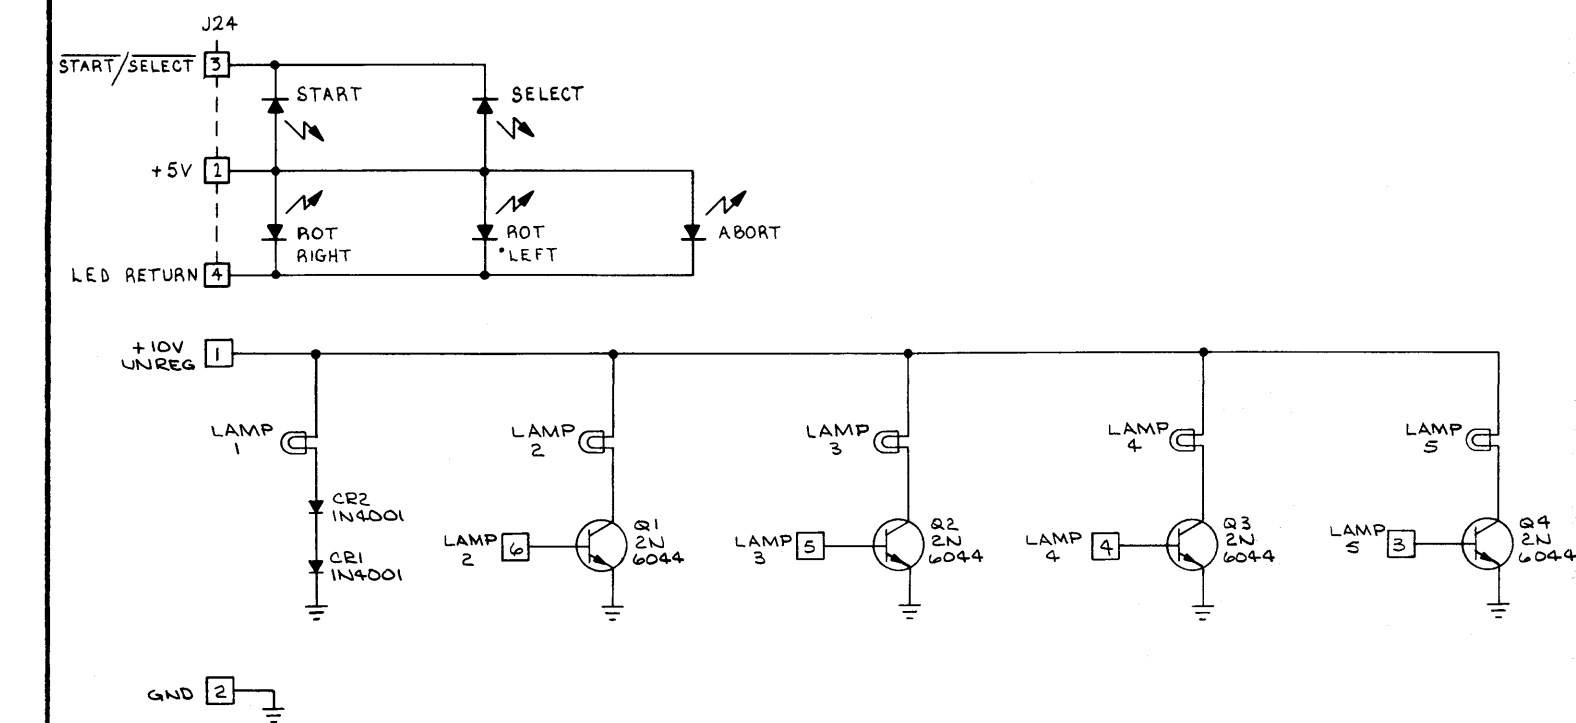 J24
START/SELECT 3
START
SELECT
+5V 1
ROT RIGHT
ROT LEFT
ABORT
LED RETURN 4
+10V UNREG 1
LAMP 1
LAMP 2
LAMP 3
LAMP 4
LAMP 5
CR2 1N4001
CR1 1N4001
LAMP 2 6
Q1 2N 6044
LAMP 3 5
Q2 2N 6044
LAMP 4 4
Q3 2N 6044
LAMP 5 3
Q4 2N 6044
GND 2